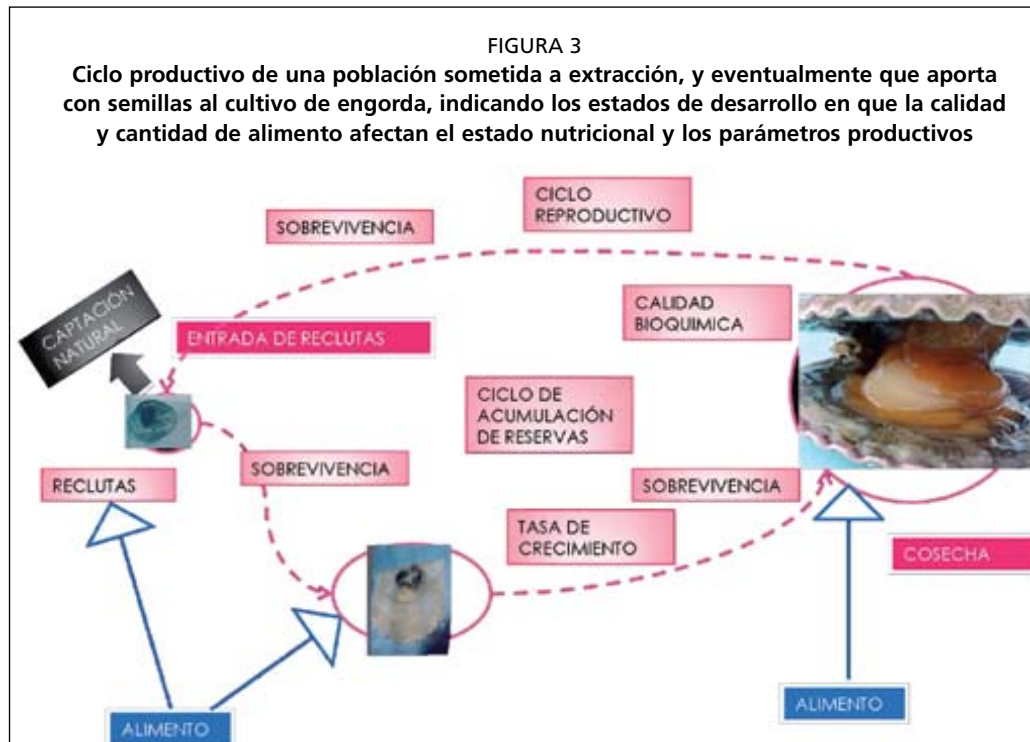 FIGURA 3
Ciclo productivo de una población sometida a extracción, y eventualmente que aporta
con semillas al cultivo de engorda, indicando los estados de desarrollo en que la calidad
y cantidad de alimento afectan el estado nutricional y los parámetros productivos
CICLO
REPRODUCTIVO
SOBREVIVENCIA
CALIDAD
BIOQUIMICA
CAPTACIÓN
NATURAL
ENTRADA DE RECLUTAS
CICLO DE
ACUMULACIÓN
DE RESERVAS
SOBREVIVENCIA
RECLUTAS
SOBREVIVENCIA
TASA DE
CRECIMIENTO
COSECHA
ALIMENTO
ALIMENTO